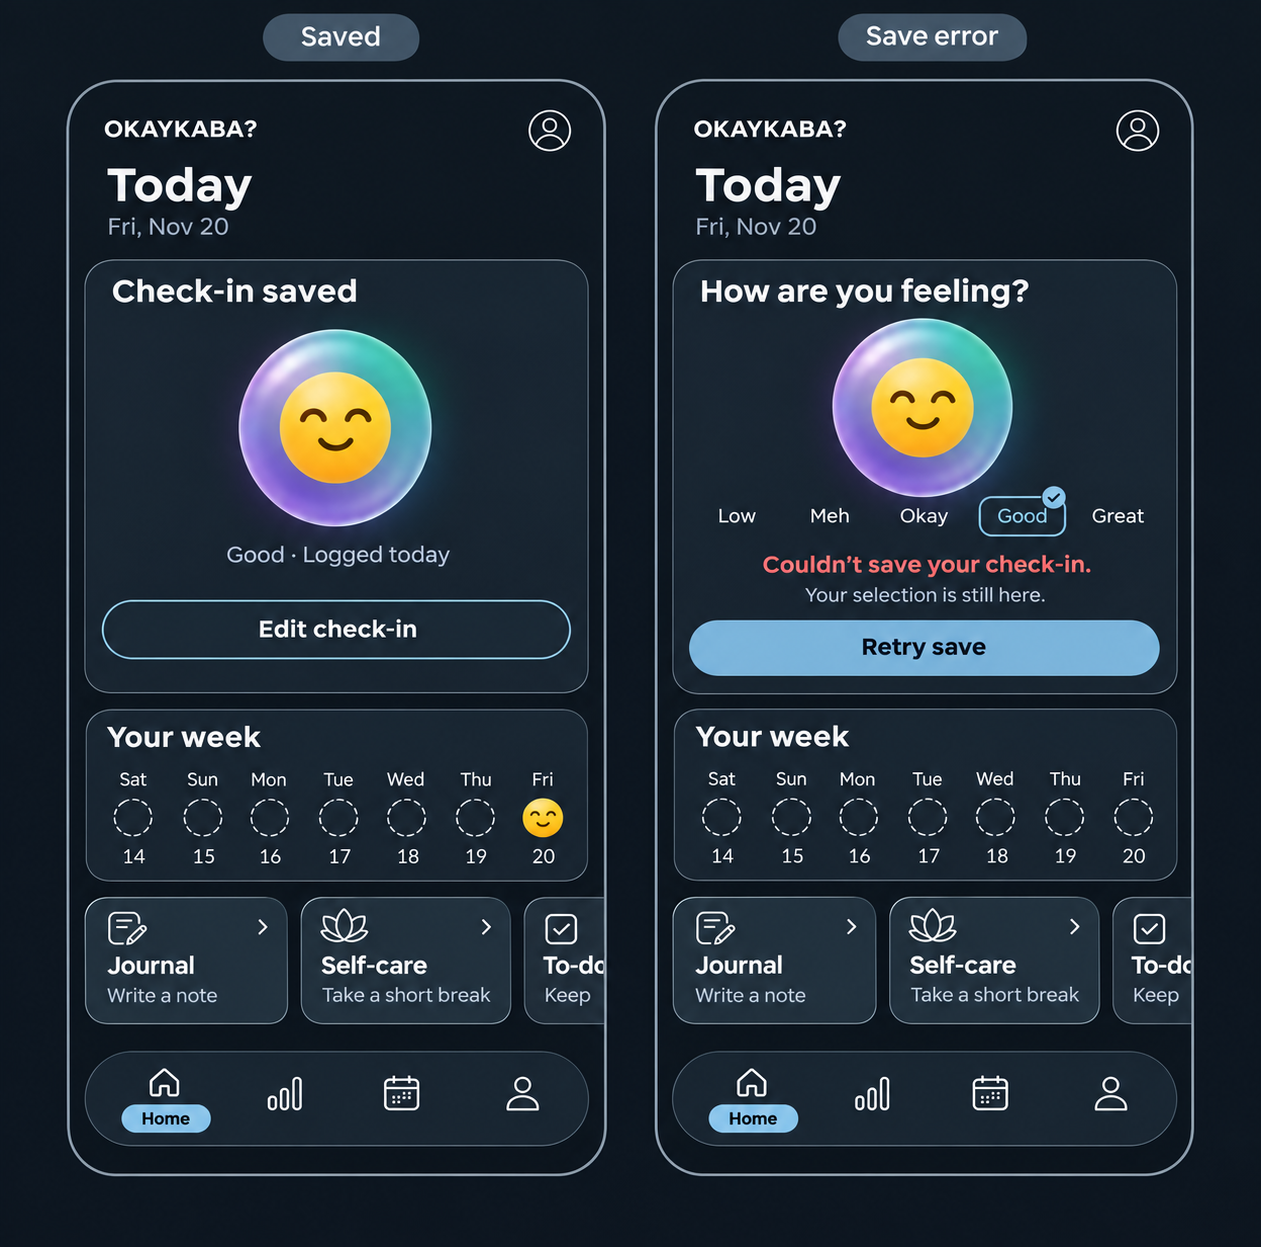 Saved
OKAYKABA?
Today
Fri, Nov 20
Check-in saved
Good · Logged today
Edit check-in
Your week
Sat Sun Mon Tue Wed Thu Fri
14 15 16 17 18 19 20
Journal
Write a note
Self-care
Take a short break
To-do
Keep
Home
Save error
OKAYKABA?
Today
Fri, Nov 20
How are you feeling?
Low Meh Okay Good Great
Couldn’t save your check-in.
Your selection is still here.
Retry save
Your week
Sat Sun Mon Tue Wed Thu Fri
14 15 16 17 18 19 20
Journal
Write a note
Self-care
Take a short break
To-do
Keep
Home